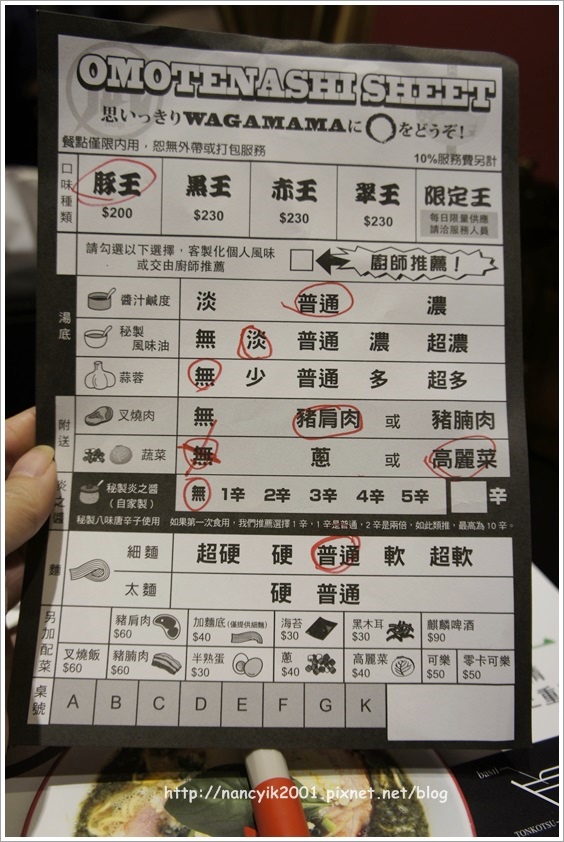 OMOTENASHI SHEET
思いっきりWAGAMAMAに〇をどうぞ!
餐點僅限內用，恕無外帶或打包服務
10%服務費另計
口味種類 豚王 黒王 赤王 翠王 限定王
$200 $230 $230 $230 每日限量供應
請洽服務人員
請勾選以下選擇，客製化個人風味
或交由廚師推薦
廚師推薦！
湯底
醬汁鹹度 淡 普通 濃
秘製風味油 無 淡 普通 濃 超濃
蒜蓉 無 少 普通 多 超多
附送
叉燒肉 無 豬肩肉 或 豬腩肉
蔬菜 無 蔥 或 高麗菜
炎之醬
秘製炎之醬
(自家製)
無 1辛 2辛 3辛 4辛 5辛 辛
秘製八味唐辛子使用 如果第一次食用，我們推薦選擇 1 辛，1 辛是普通，2 辛是兩倍，如此類推，最高為 10 辛。
麵
細麵 超硬 硬 普通 軟 超軟
太麵 硬 普通
另加配菜
豬肩肉 $60 加麵底(僅提供細麵) $40 海苔 $30 黑木耳 $30 麒麟啤酒 $90
叉燒飯 $60 豬腩肉 $60 半熟蛋 $30 蔥 $40 高麗菜 $40 可樂 $50 零卡可樂 $50
桌號 A B C D E F G K
http://nancyik2001.pixnet.net/blog
basil
TONKOTSU